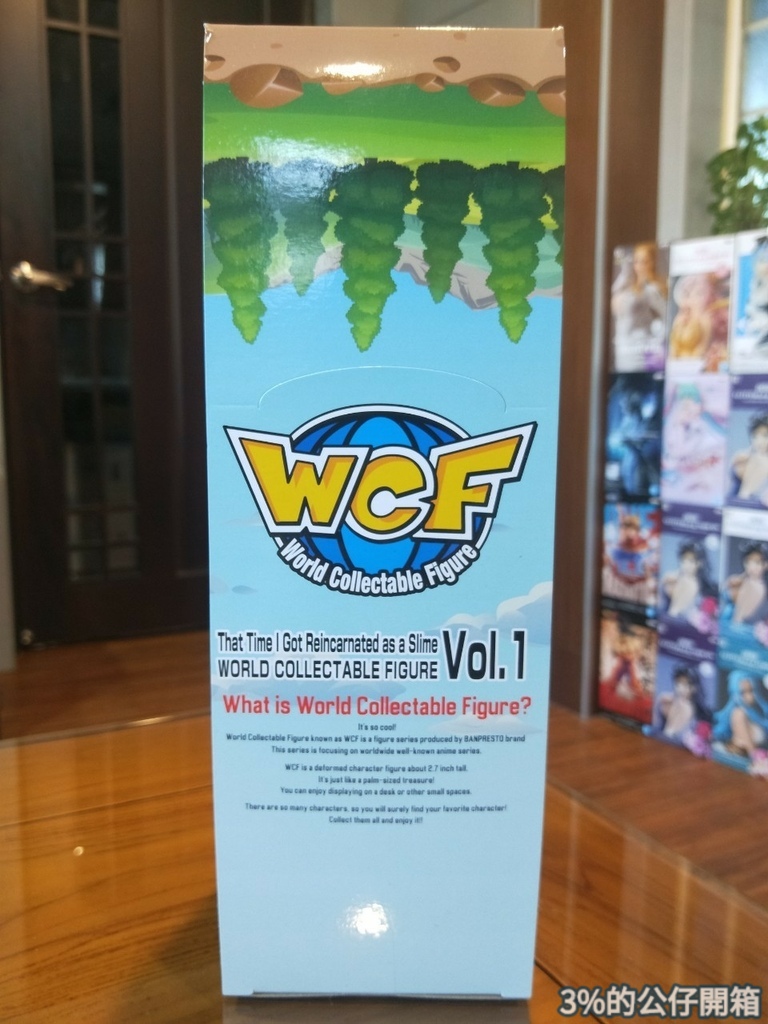 WCF
World Collectable Figure
That Time I Got Reincarnated as a Slime
WORLD COLLECTABLE FIGURE Vol.1
What is World Collectable Figure?
It's so cool!
World Collectable Figure known as WCF is a figure series produced by BANPRESTO brand
This series is focusing on worldwide well-known anime series.
WCF is a deformed character figure about 2.7 inch tall.
It's just like a palm-sized treasure!
You can enjoy displaying on a desk or other small spaces.
There are so many characters, so you will surely find your favorite character!
Collect them all and enjoy it!!
3%的公仔開箱